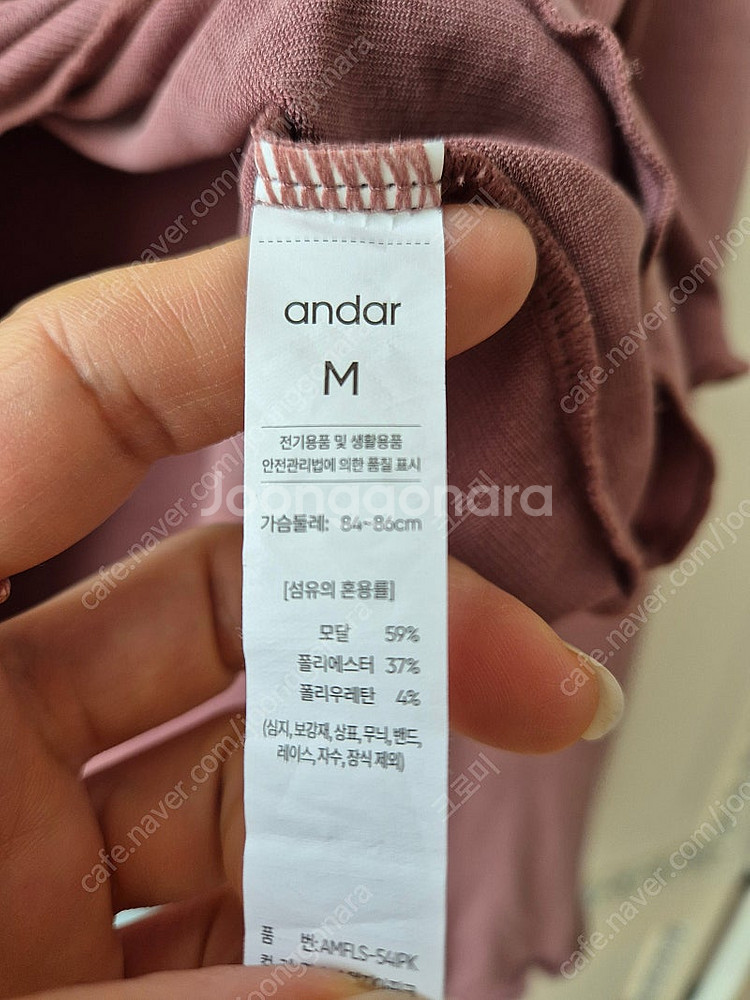 andar
M
전기용품 및 생활용품
안전관리법에 의한 품질 표시
Joonggonara
가슴둘레: 84~86cm
[섬유의 혼용률]
모달 59%
폴리에스터 37%
폴리우레탄 4%
(심지, 보강재, 상표, 무늬, 밴드,
레이스, 자수, 장식 제외)
품 번:AMFLS-54IPK